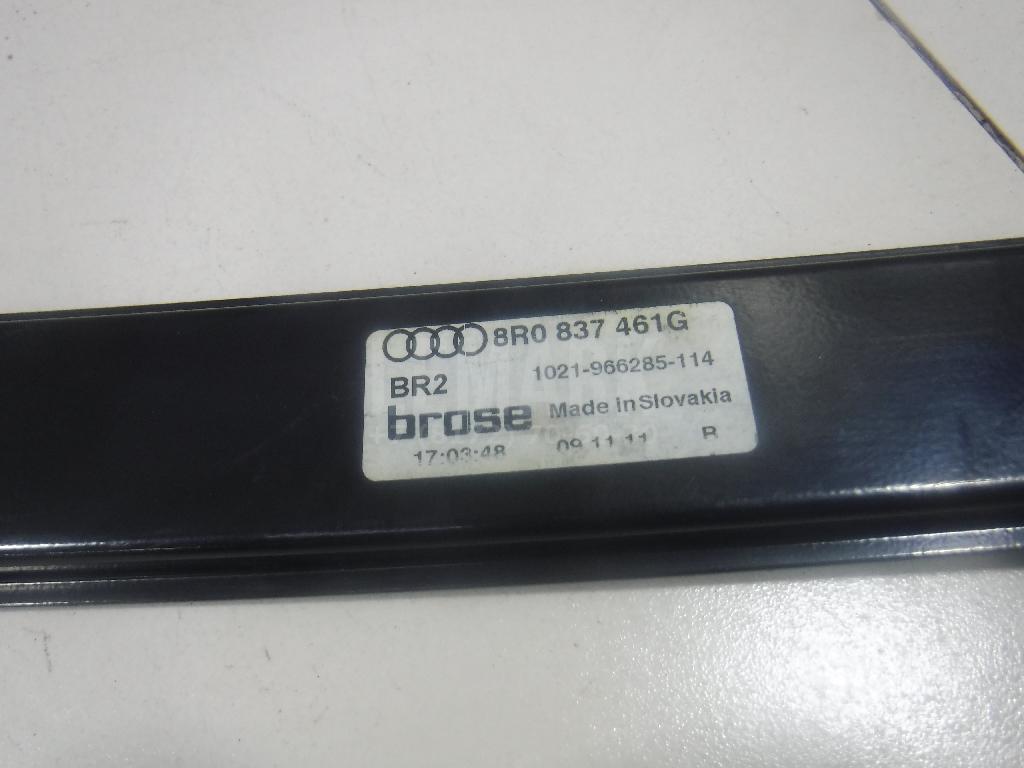 8R0 837 461G
BR2 1021-966285-114
brose Made in Slovakia
17:03:48 09.11.11 R